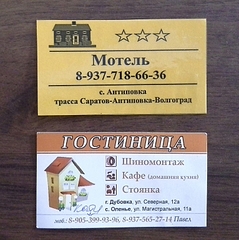 Мотель
8-937-718-66-36
с. Антиповка
трасса Саратов-Антиповка-Волгоград
ГОСТИНИЦА
Шиномонтаж
Кафе (домашняя кухня)
Стоянка
г. Дубовка, ул. Северная, 12а
с. Оленье, ул. Магистральная, 11а
моб.: 8-905-399-93-96, 8-937-565-27-14 Павел